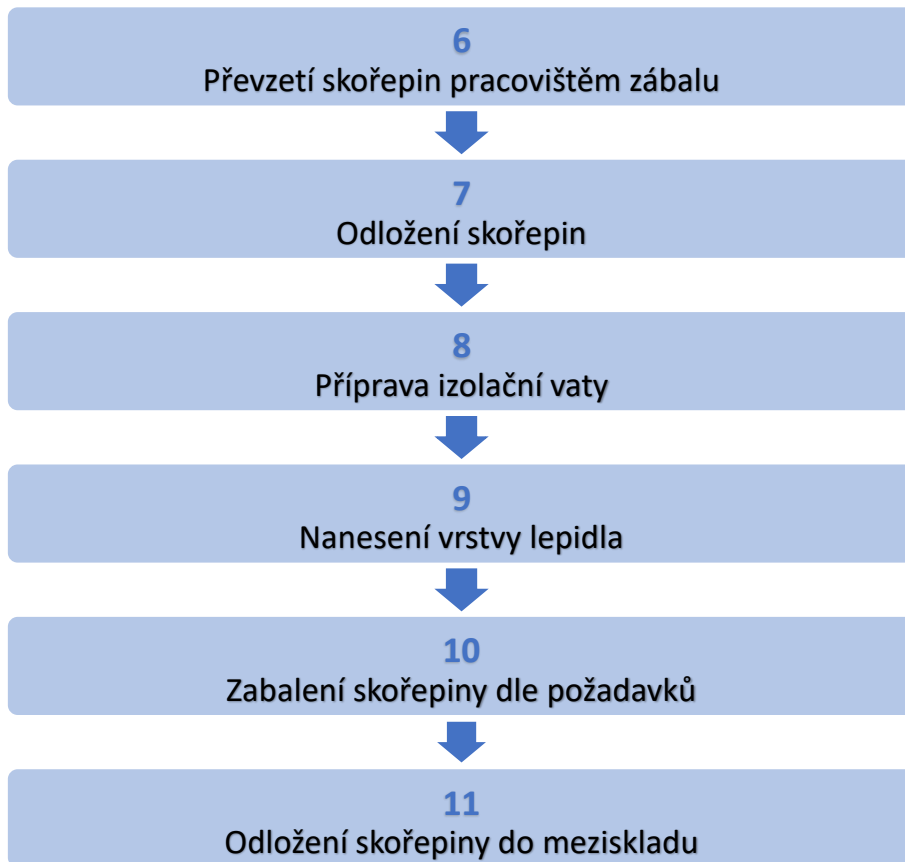 6
Převzetí skořepin pracovištěm zábalu
7
Odložení skořepin
8
Příprava izolační vaty
9
Nanesení vrstvy lepidla
10
Zabalení skořepiny dle požadavků
11
Odložení skořepiny do meziskladu